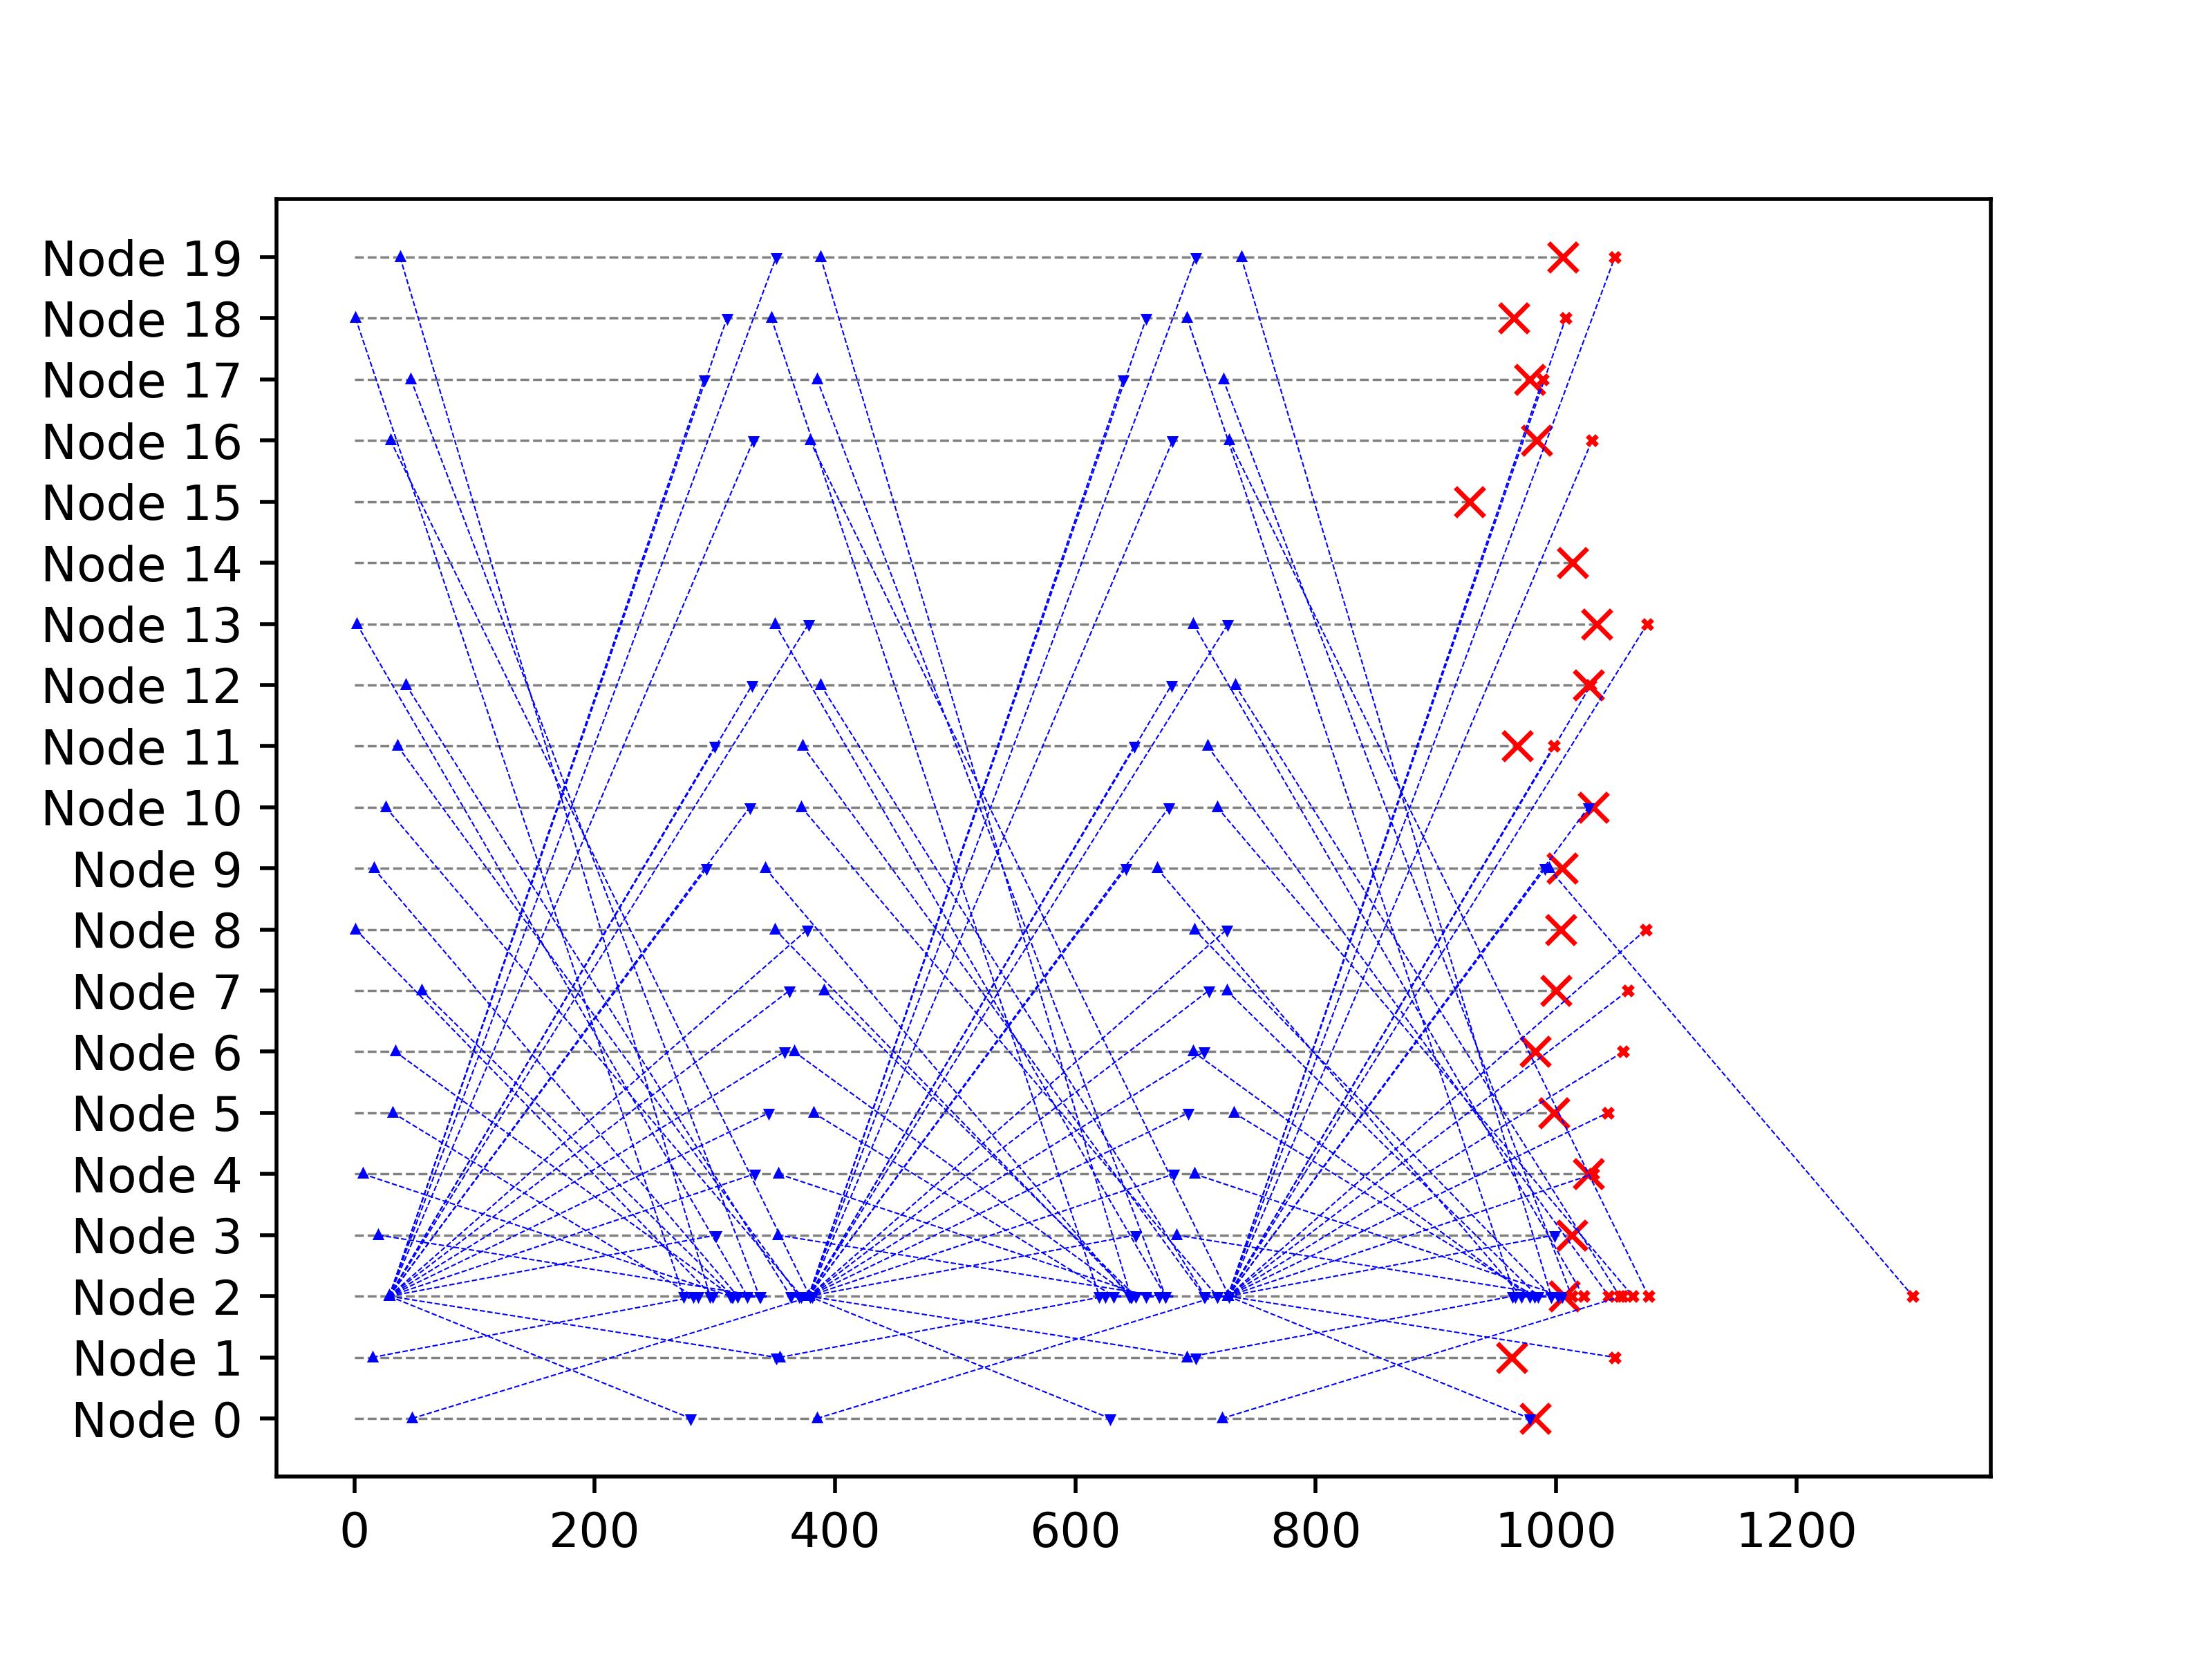 Node 19
Node 18
Node 17
Node 16
Node 15
Node 14
Node 13
Node 12
Node 11
Node 10
Node 9
Node 8
Node 7
Node 6
Node 5
Node 4
Node 3
Node 2
Node 1
Node 0
0 200 400 600 800 1000 1200